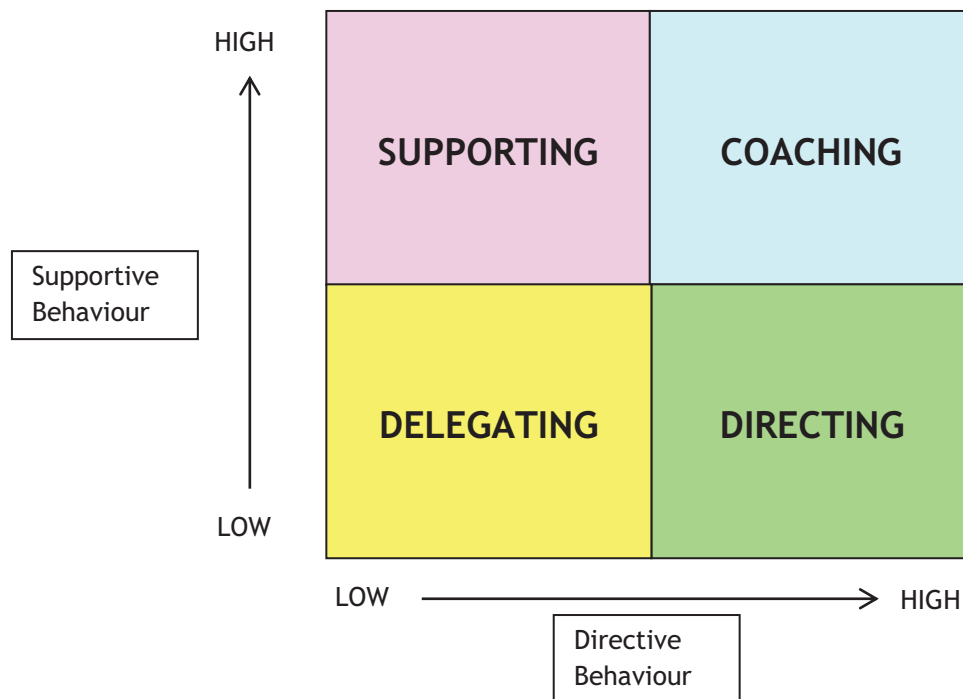 HIGH
SUPPORTING
COACHING
Supportive
Behaviour
DELEGATING
DIRECTING
LOW
LOW
HIGH
Directive
Behaviour